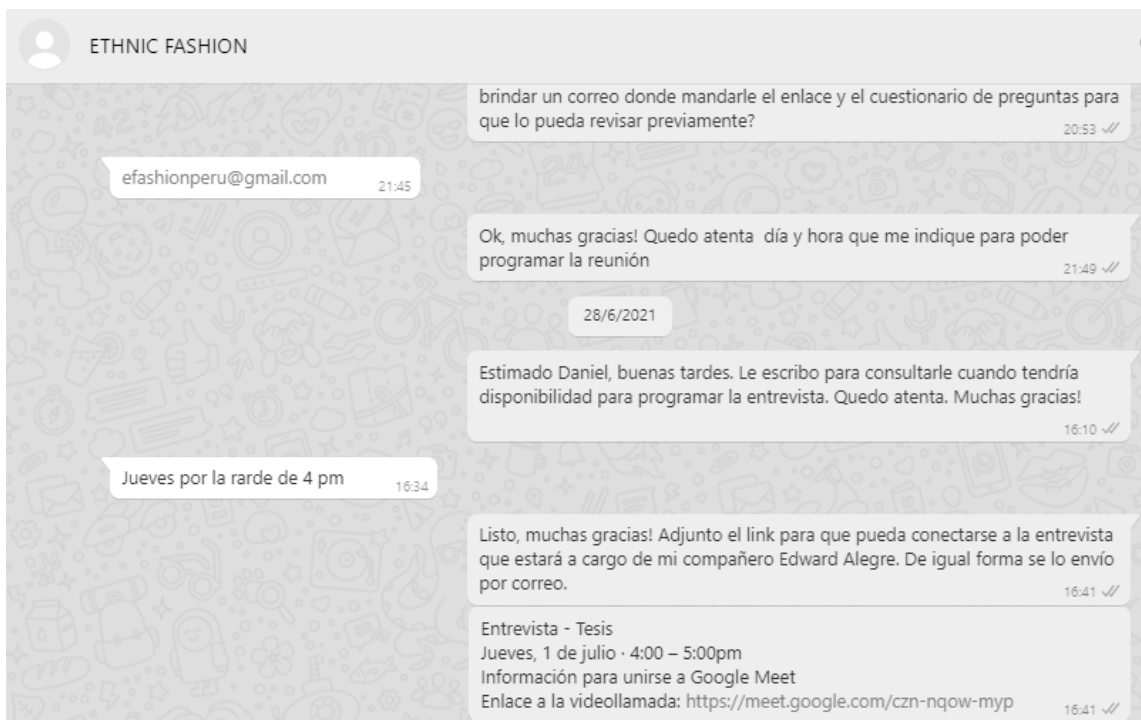 ETHNIC FASHION
brindar un correo donde mandarle el enlace y el cuestionario de preguntas para
que lo pueda revisar previamente?
20:53
efashionperu@gmail.com
21:45
Ok, muchas gracias! Quedo atenta día y hora que me indique para poder
programar la reunión
21:49
28/6/2021
Estimado Daniel, buenas tardes. Le escribo para consultarle cuando tendría
disponibilidad para programar la entrevista. Quedo atenta. Muchas gracias!
16:10
Jueves por la rarde de 4 pm
16:34
Listo, muchas gracias! Adjunto el link para que pueda conectarse a la entrevista
que estará a cargo de mi compañero Edward Alegre. De igual forma se lo envío
por correo.
16:41
Entrevista - Tesis
Jueves, 1 de julio · 4:00 – 5:00pm
Información para unirse a Google Meet
Enlace a la videollamada: https://meet.google.com/czn-nqow-myp
16:41